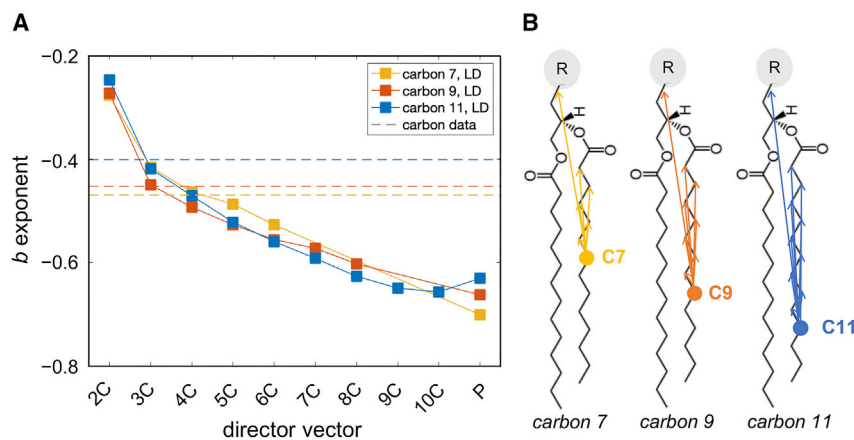 A
b exponent
-0.2
-0.4
-0.6
-0.8
carbon 7, LD
carbon 9, LD
carbon 11, LD
carbon data
2C 3C 4C 5C 6C 7C 8C 9C 10C P
director vector
B
R R R
H H H
O O O
O O O
O O O
O O O
C7
C9
C11
carbon 7 carbon 9 carbon 11